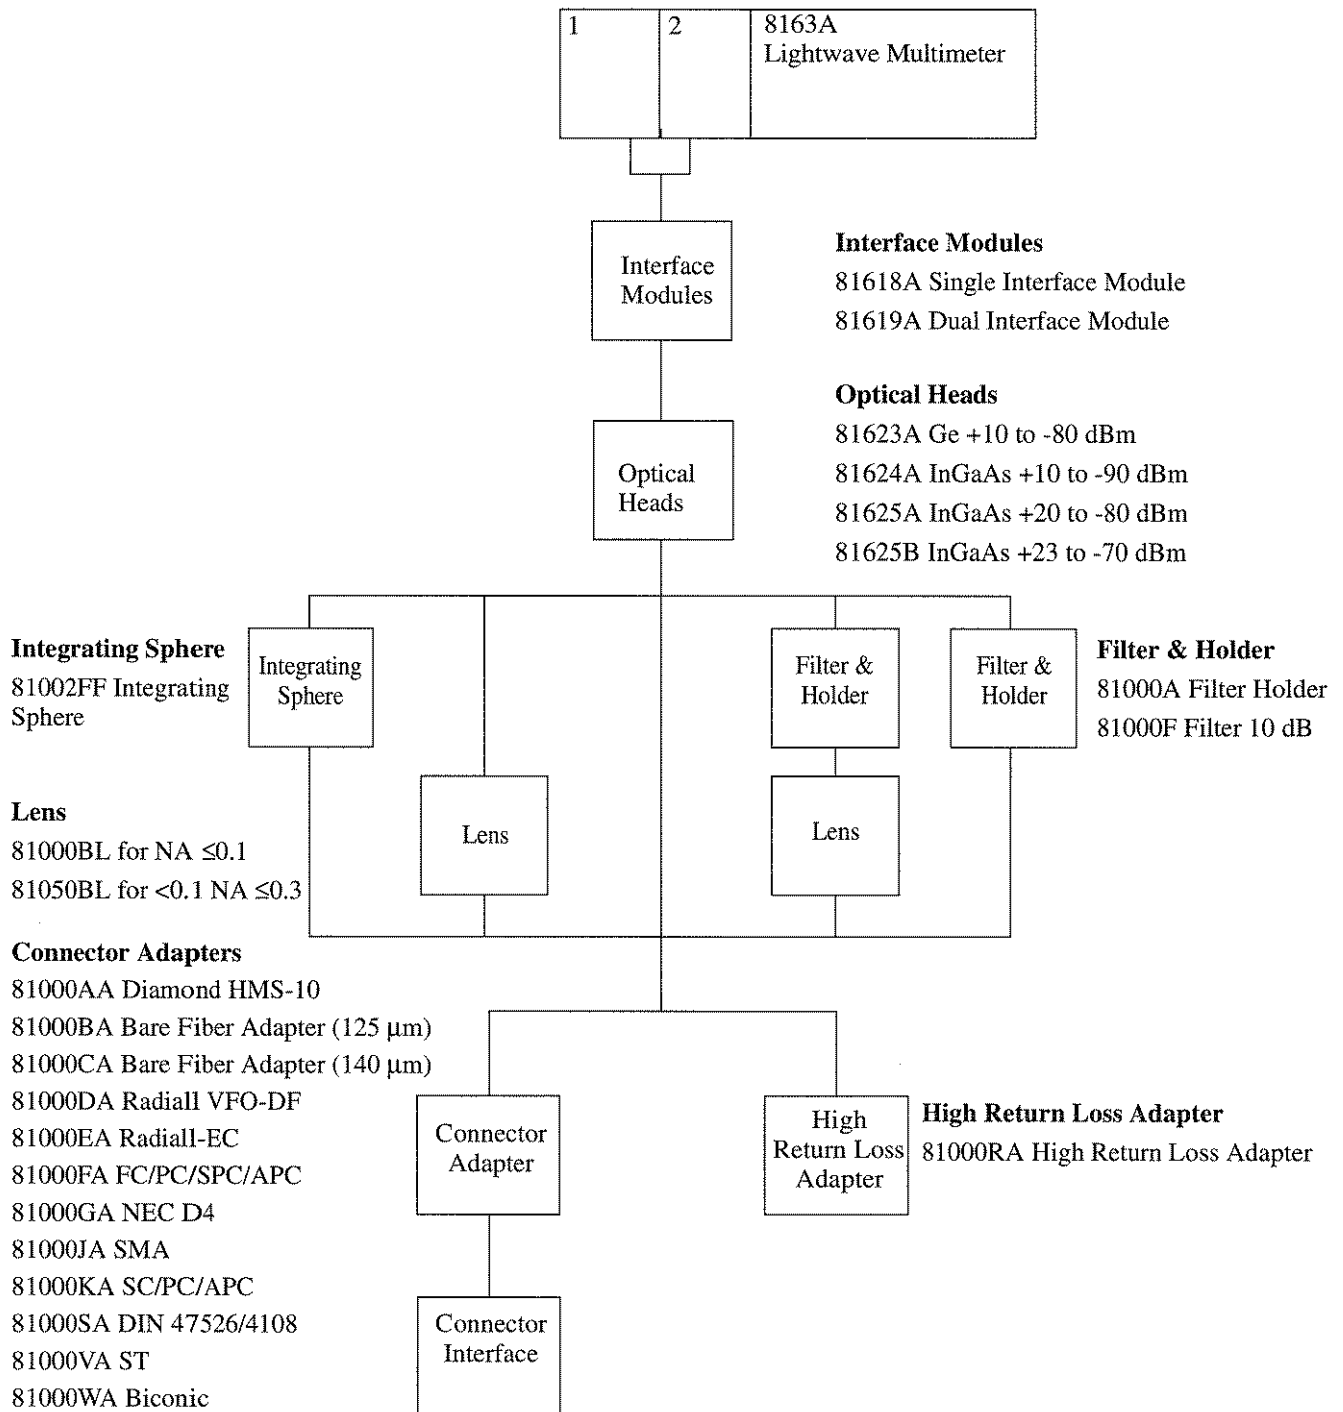 1
2
8163A
Lightwave Multimeter
Interface
Modules
Interface Modules
81618A Single Interface Module
81619A Dual Interface Module
Optical
Heads
Optical Heads
81623A Ge +10 to -80 dBm
81624A InGaAs +10 to -90 dBm
81625A InGaAs +20 to -80 dBm
81625B InGaAs +23 to -70 dBm
Integrating Sphere
81002FF Integrating
Sphere
Integrating
Sphere
Filter &
Holder
Filter &
Holder
Filter & Holder
81000A Filter Holder
81000F Filter 10 dB
Lens
81000BL for NA ≤0.1
81050BL for <0.1 NA ≤0.3
Lens
Lens
Connector Adapters
81000AA Diamond HMS-10
81000BA Bare Fiber Adapter (125 µm)
81000CA Bare Fiber Adapter (140 µm)
81000DA Radiall VFO-DF
81000EA Radiall-EC
81000FA FC/PC/SPC/APC
81000GA NEC D4
81000JA SMA
81000KA SC/PC/APC
81000SA DIN 47526/4108
81000VA ST
81000WA Biconic
Connector
Adapter
High
Return Loss
Adapter
High Return Loss Adapter
81000RA High Return Loss Adapter
Connector
Interface